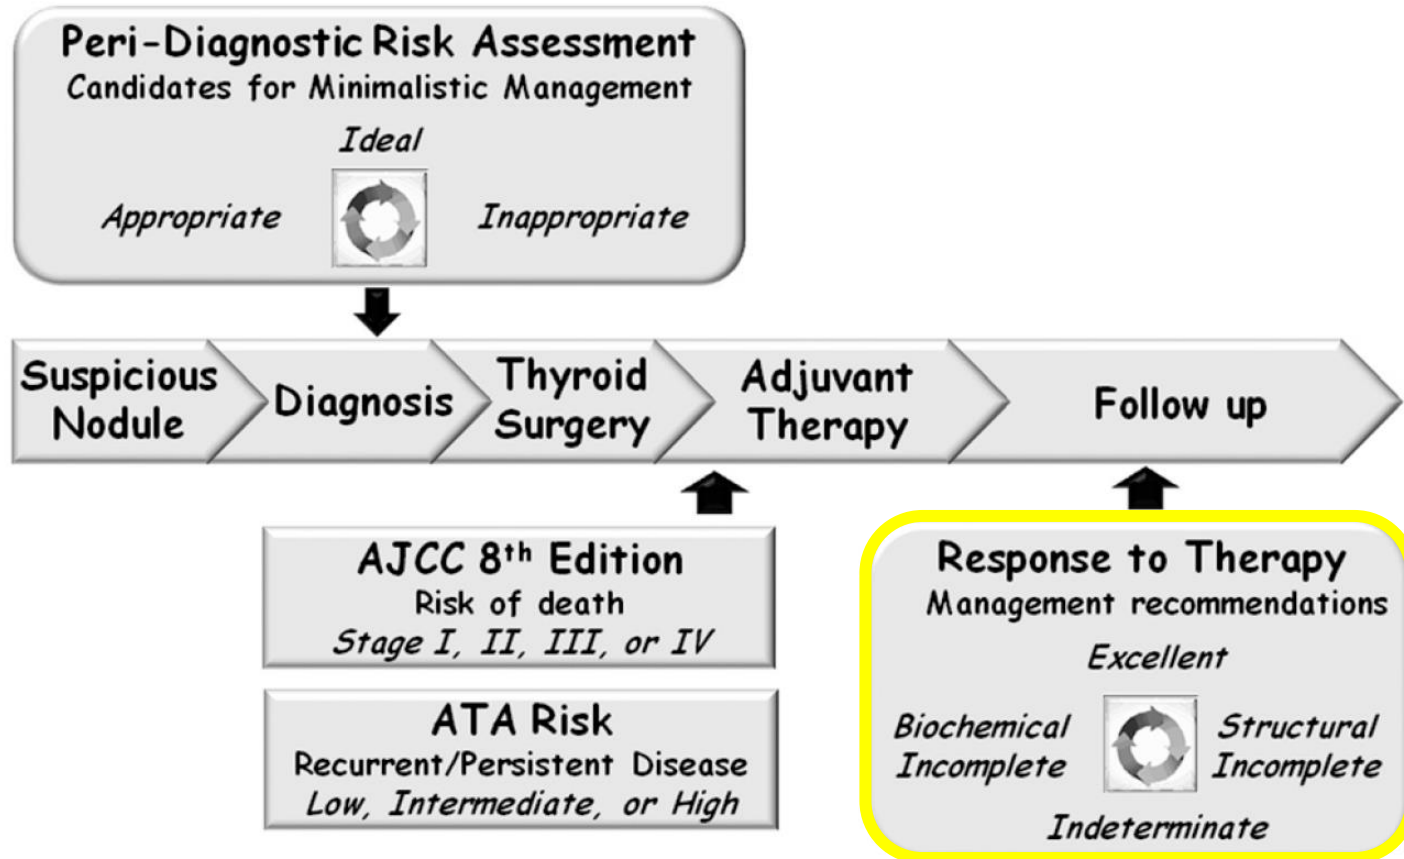 Peri-Diagnostic Risk Assessment
Candidates for Minimalistic Management
Ideal
Appropriate
Inappropriate
Suspicious
Nodule
Diagnosis
Thyroid
Surgery
Adjuvant
Therapy
Follow up
AJCC 8th Edition
Risk of death
Stage I, II, III, or IV
ATA Risk
Recurrent/Persistent Disease
Low, Intermediate, or High
Response to Therapy
Management recommendations
Excellent
Biochemical
Incomplete
Structural
Incomplete
Indeterminate